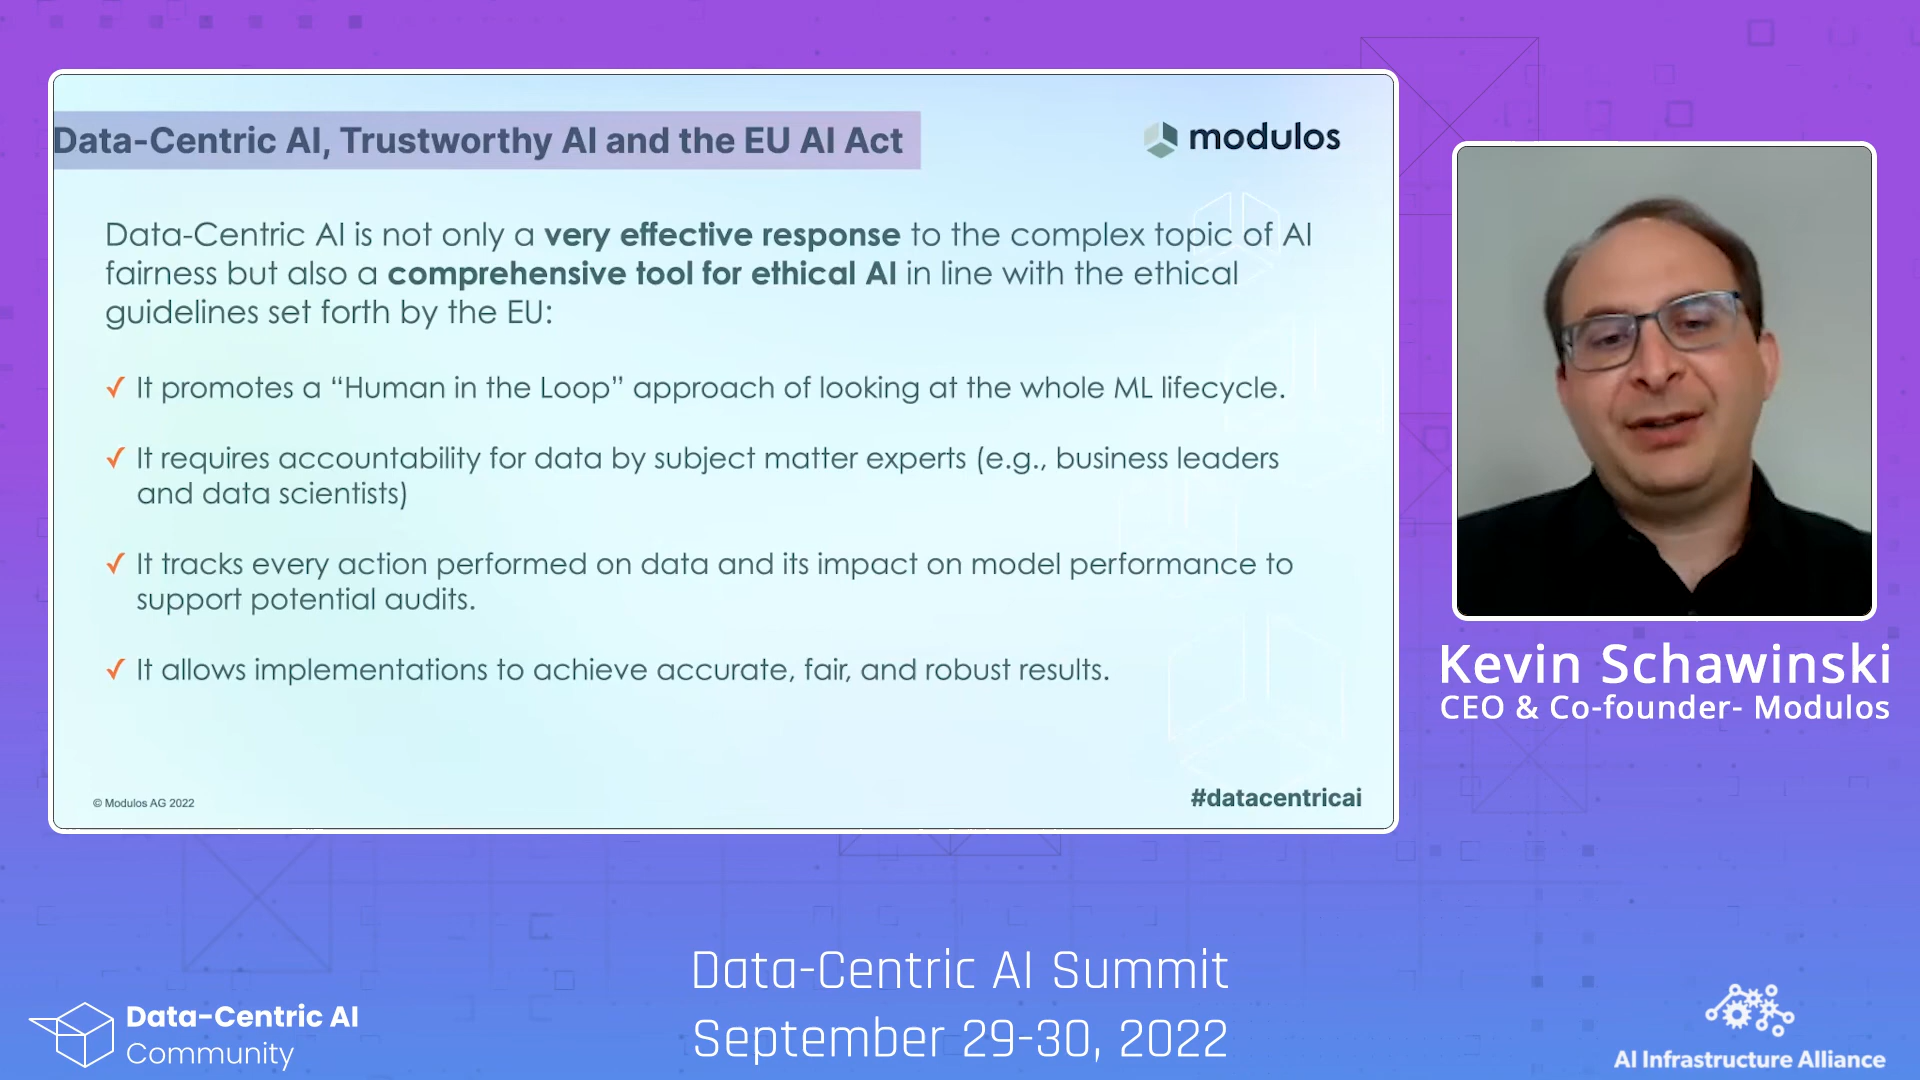 Data-Centric AI, Trustworthy AI and the EU AI Act
modulos
Data-Centric AI is not only a very effective response to the complex topic of AI
fairness but also a comprehensive tool for ethical AI in line with the ethical
guidelines set forth by the EU:
✓ It promotes a “Human in the Loop” approach of looking at the whole ML lifecycle.
✓ It requires accountability for data by subject matter experts (e.g., business leaders
and data scientists)
✓ It tracks every action performed on data and its impact on model performance to
support potential audits.
✓ It allows implementations to achieve accurate, fair, and robust results.
© Modulos AG 2022
#datacentricai
Kevin Schawinski
CEO & Co-founder- Modulos
Data-Centric AI Summit
September 29-30, 2022
Data-Centric AI
Community
AI Infrastructure Alliance